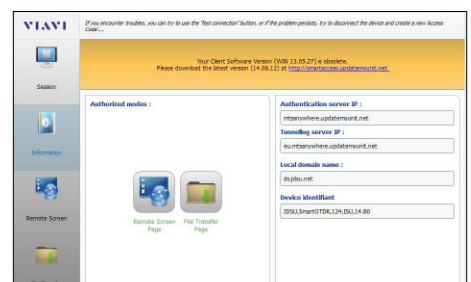 VIAVI
If you encounter troubles, you can try to use the 'Test connection' button, or if the problem persists, try to disconnect the device and create a new 'Access
Code'...
Your Client Software Version (WIN 13.05.27) is obsolete.
Please download the latest version (14.06.12) at http://smartaccess.updatemyunit.net
Session
Information
Remote Screen
Authorized modes :
Remote Screen
Page
File Transfer
Page
Authentication server IP :
mtsanywhere.updatemyunit.net
Tunneling server IP :
eu.mtsanywhere.updatemyunit.net
Local domain name :
ds.jdsu.net
Device identifiant
JDSU,SmartOTDR,124,ISU,14.80